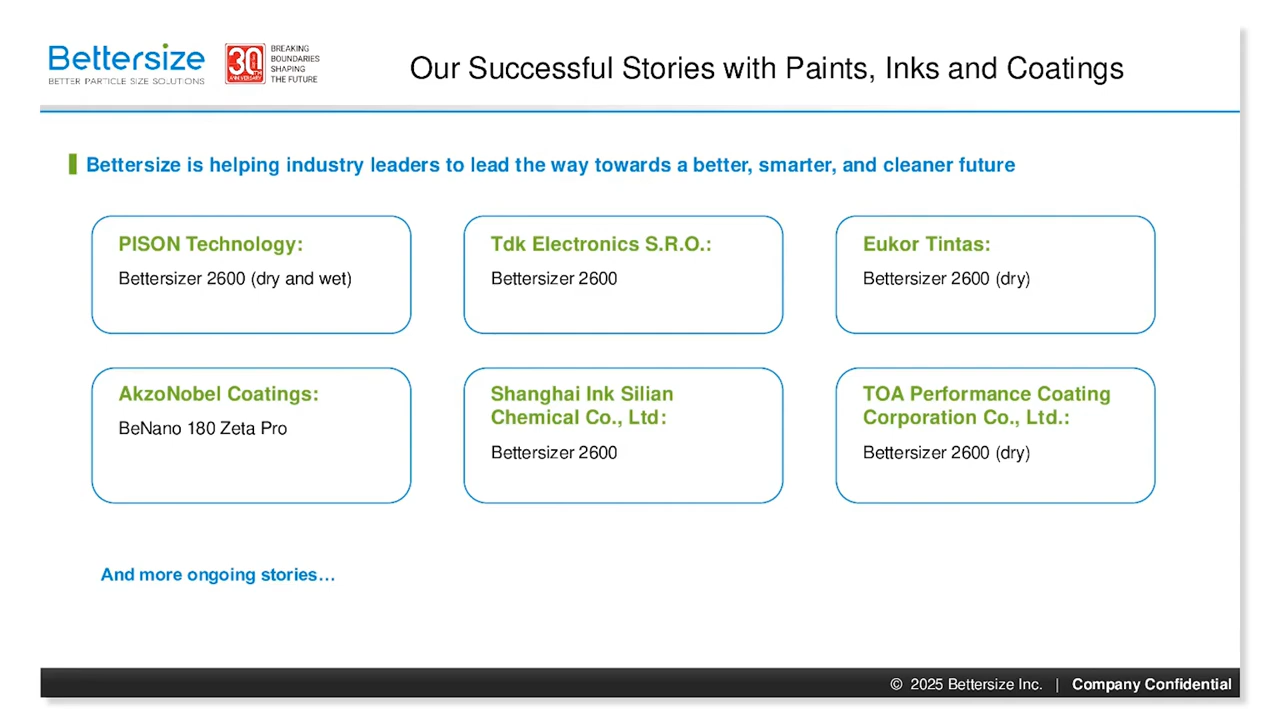 Bettersize
BETTER PARTICLE SIZE SOLUTIONS
30TH
ANNIVERSARY
BREAKING
BOUNDARIES
SHAPING
THE FUTURE
Our Successful Stories with Paints, Inks and Coatings
Bettersize is helping industry leaders to lead the way towards a better, smarter, and cleaner future
PISON Technology:
Bettersizer 2600 (dry and wet)
Tdk Electronics S.R.O.:
Bettersizer 2600
Eukor Tintas:
Bettersizer 2600 (dry)
AkzoNobel Coatings:
BeNano 180 Zeta Pro
Shanghai Ink Silian
Chemical Co., Ltd:
Bettersizer 2600
TOA Performance Coating
Corporation Co., Ltd.:
Bettersizer 2600 (dry)
And more ongoing stories…
© 2025 Bettersize Inc. | Company Confidential